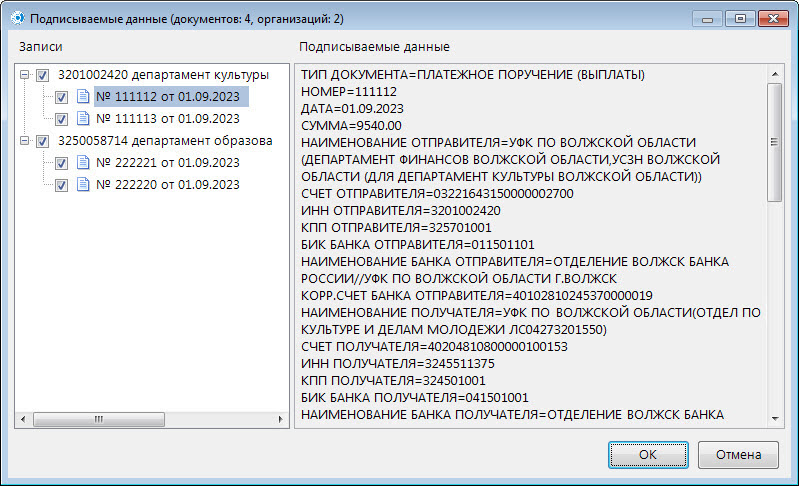 Подписываемые данные (документов: 4, организаций: 2)
Записи
3201002420 департамент культуры
№ 111112 от 01.09.2023
№ 111113 от 01.09.2023
3250058714 департамент образова
№ 222221 от 01.09.2023
№ 222220 от 01.09.2023
Подписываемые данные
ТИП ДОКУМЕНТА=ПЛАТЕЖНОЕ ПОРУЧЕНИЕ (ВЫПЛАТЫ)
НОМЕР=111112
ДАТА=01.09.2023
СУММА=9540.00
НАИМЕНОВАНИЕ ОТПРАВИТЕЛЯ=УФК ПО ВОЛЖСКОЙ ОБЛАСТИ
(ДЕПАРТАМЕНТ ФИНАНСОВ ВОЛЖСКОЙ ОБЛАСТИ,УСЗН ВОЛЖСКОЙ
ОБЛАСТИ (ДЛЯ ДЕПАРТАМЕНТ КУЛЬТУРЫ ВОЛЖСКОЙ ОБЛАСТИ))
СЧЕТ ОТПРАВИТЕЛЯ=03221643150000002700
ИНН ОТПРАВИТЕЛЯ=3201002420
КПП ОТПРАВИТЕЛЯ=325701001
БИК БАНКА ОТПРАВИТЕЛЯ=011501101
НАИМЕНОВАНИЕ БАНКА ОТПРАВИТЕЛЯ=ОТДЕЛЕНИЕ ВОЛЖСК БАНКА
РОССИИ//УФК ПО ВОЛЖСКОЙ ОБЛАСТИ Г.ВОЛЖСК
КОРР.СЧЕТ БАНКА ОТПРАВИТЕЛЯ=40102810245370000019
НАИМЕНОВАНИЕ ПОЛУЧАТЕЛЯ=УФК ПО ВОЛЖСКОЙ ОБЛАСТИ(ОТДЕЛ ПО
КУЛЬТУРЕ И ДЕЛАМ МОЛОДЕЖИ ЛС04273201550)
СЧЕТ ПОЛУЧАТЕЛЯ=40204810800000100153
ИНН ПОЛУЧАТЕЛЯ=3245511375
КПП ПОЛУЧАТЕЛЯ=324501001
БИК БАНКА ПОЛУЧАТЕЛЯ=041501001
НАИМЕНОВАНИЕ БАНКА ПОЛУЧАТЕЛЯ=ОТДЕЛЕНИЕ ВОЛЖСК БАНКА
OK
Отмена